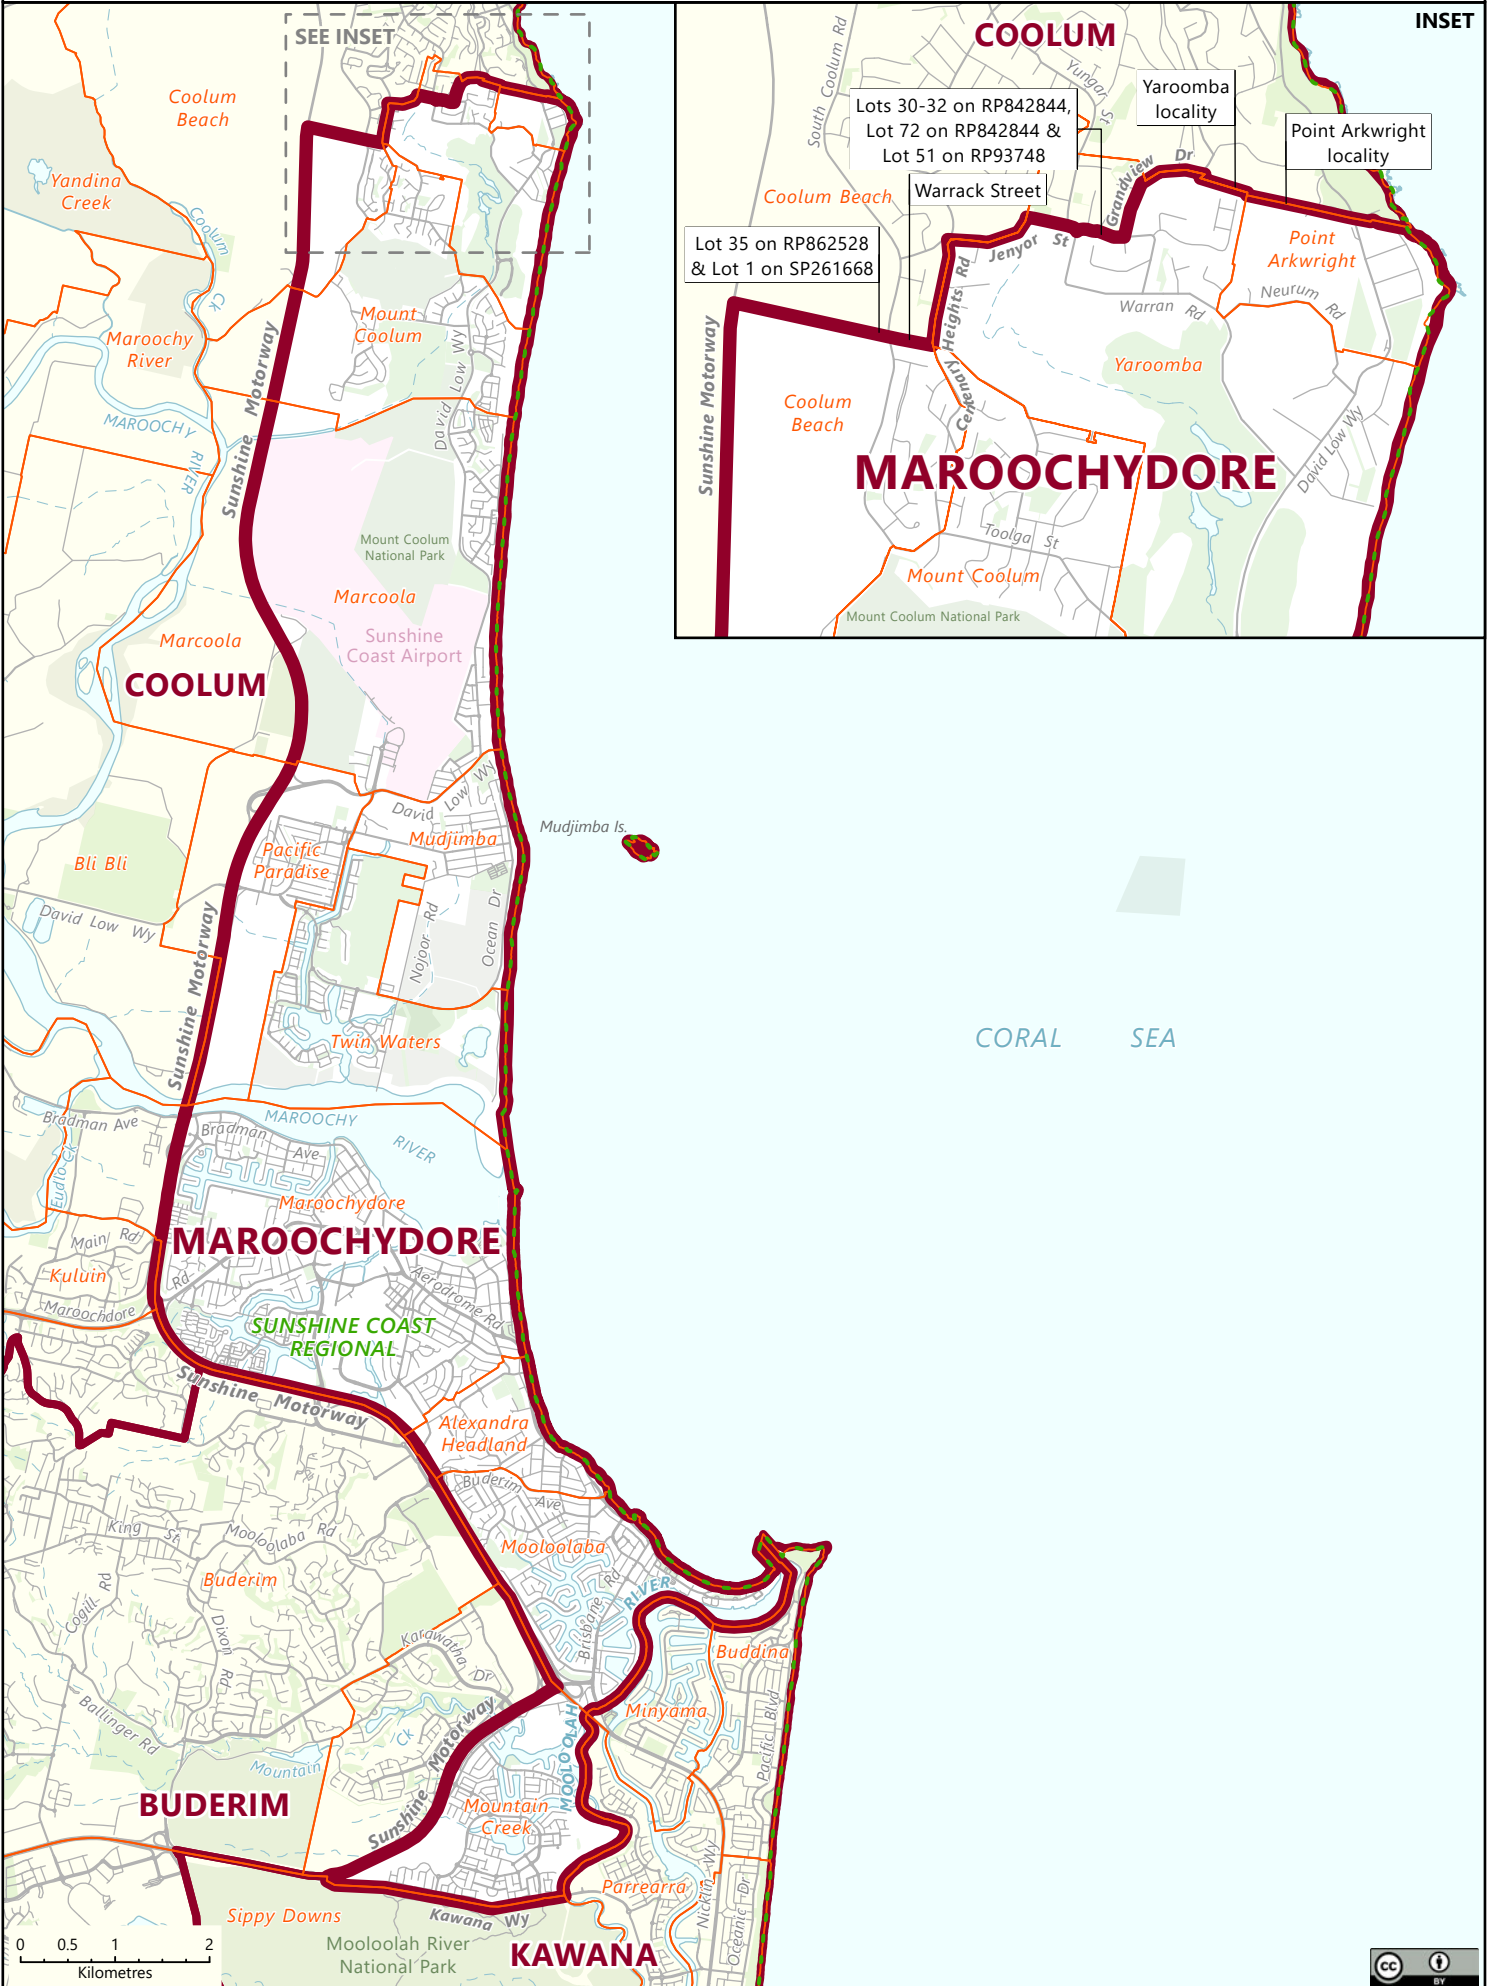 SEE INSET
Coolum
Beach
Yandina
Creek
Coolum
Ck
Maroochy
River
MAROOCHY
RIVER
Sunshine Motorway
Mount
Coolum
David Low Wy
Mount Coolum
National Park
Marcoola
Marcoola
Sunshine
Coast Airport
COOLUM
David Low Wy
Mudjimba
Mudjimba Is.
Pacific
Paradise
Bli Bli
David Low Wy
Sunshine Motorway
Nojoor Rd
Ocean Dr
Twin Waters
CORAL SEA
MAROOCHY
RIVER
Bradman Ave
Bradman
Ave
Eudlo Ck
Maroochydore
MAROOCHYDORE
Main Rd
Kuluin
Maroochdore
Rd
Aerodrome Rd
SUNSHINE COAST
REGIONAL
Sunshine Motorway
Alexandra
Headland
Buderim
Ave
King St
Mooloolaba Rd
Mooloolaba
Buderim
Cogill Rd
Dixon Rd
Brisbane Rd
RIVER
Karawatha Dr
Buddina
Minyama
Ballinger Rd
Sunshine Motorway
Mountain
Ck
MOOLOOLAH
Pacific Blvd
BUDERIM
Mountain
Creek
Parrearra
Nicklin Wy
Oceanic Dr
Sippy Downs
Kawana Wy
Mooloolah River
National Park
KAWANA
0 0.5 1 2
Kilometres
INSET
COOLUM
South Coolum Rd
Yungar St
Yaroomba
locality
Lots 30-32 on RP842844,
Lot 72 on RP842844 &
Lot 51 on RP93748
Point Arkwright
locality
Grandview Dr
Coolum Beach
Warrack Street
Lot 35 on RP862528
& Lot 1 on SP261668
Jenyor St
Point
Arkwright
Neurum Rd
Warran Rd
Centenary Heights Rd
Sunshine Motorway
Yaroomba
Coolum
Beach
David Low Wy
MAROOCHYDORE
Toolga St
Mount Coolum
Mount Coolum National Park
cc
BY